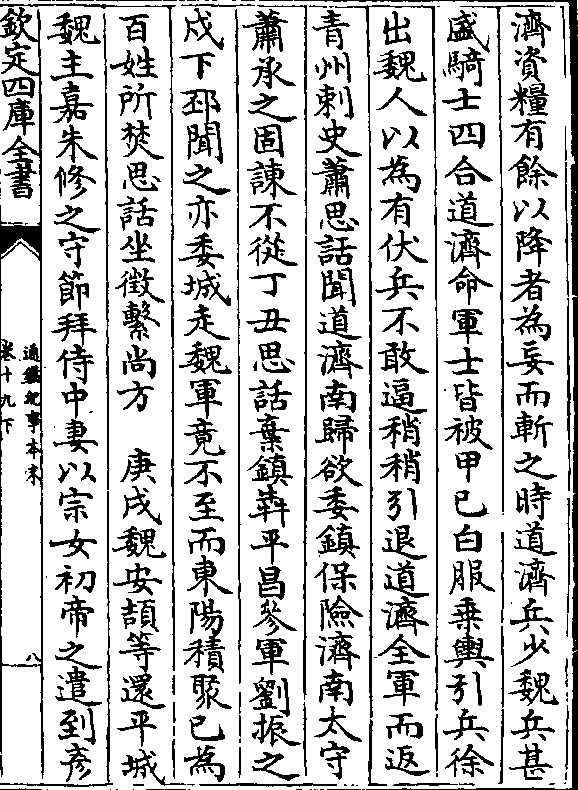 濟資糧有餘以降者為妄而斬之時道濟兵少魏兵甚
盛騎士四合道濟命軍士皆被甲已白服乗輿引兵徐
出魏人以為有伏兵不敢逼稍稍引退道濟全軍而返
青州刺史蕭思話聞道濟南歸欲委鎮保險濟南太守
蕭承之固諫不從丁丑思話棄鎮犇平昌參軍劉振之
戍下邳聞之亦委城走魏軍竟不至而東陽積聚已為
百姓所焚思話坐徴繫尚方　庚戌魏安頡等還平城
魏主嘉朱修之守節拜侍中妻以宗女初帝之遣到彥
欽定四庫全書
通鑑紀事本末
卷十九下
八